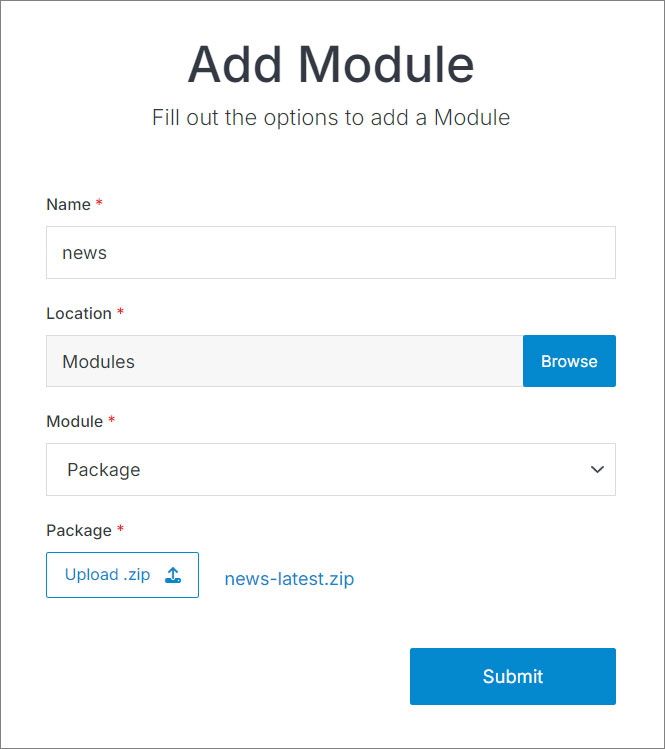 Add Module
Fill out the options to add a Module
Name *
news
Location *
Modules
Browse
Module *
Package
Package *
Upload .zip
news-latest.zip
Submit